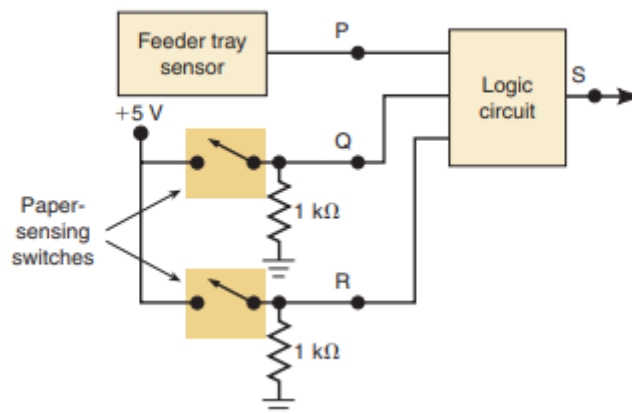 Feeder tray
sensor
P
Logic
circuit
S
+5 V
Q
Paper-
sensing
switches
1 kΩ
R
1 kΩ